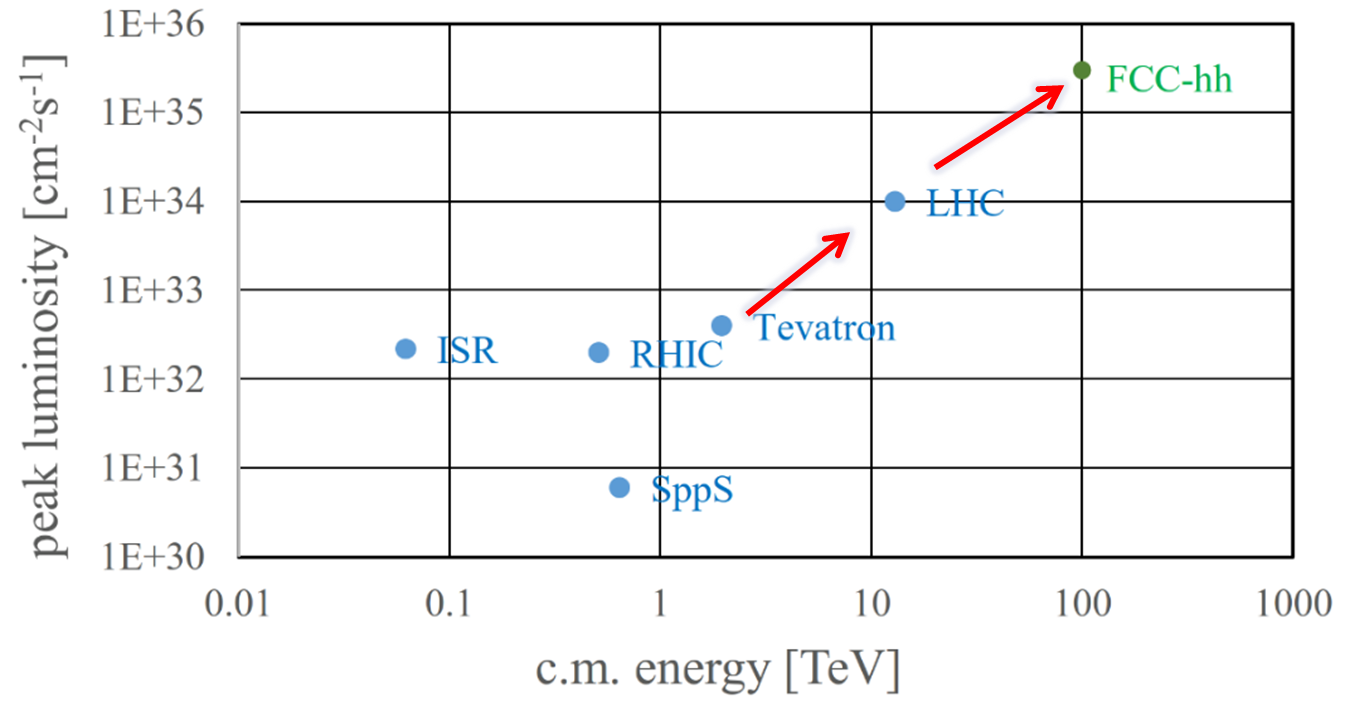 1E+36
1E+35
1E+34
1E+33
1E+32
1E+31
1E+30
peak luminosity [cm-2s-1]
FCC-hh
LHC
Tevatron
ISR
RHIC
SppS
0.01 0.1 1 10 100 1000
c.m. energy [TeV]